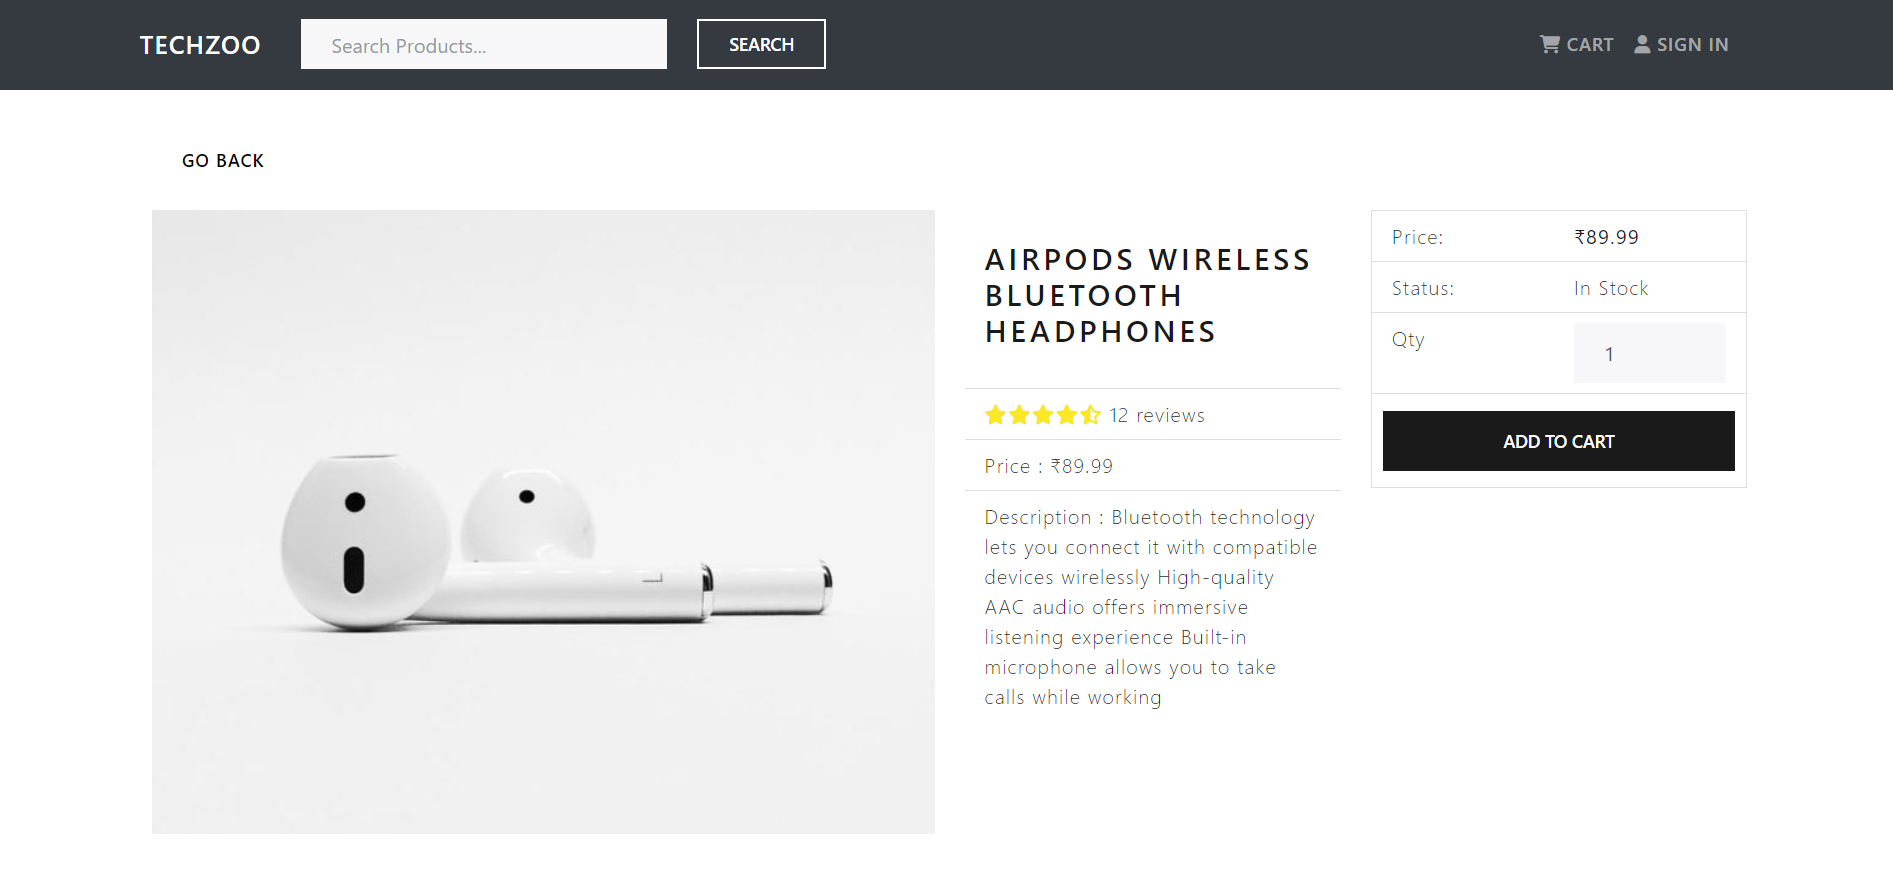 TECHZOO
Search Products...
SEARCH
CART
SIGN IN
GO BACK
AIRPODS WIRELESS
BLUETOOTH
HEADPHONES
12 reviews
Price : ₹89.99
Description : Bluetooth technology
lets you connect it with compatible
devices wirelessly High-quality
AAC audio offers immersive
listening experience Built-in
microphone allows you to take
calls while working
Price: ₹89.99
Status: In Stock
Qty 1
ADD TO CART